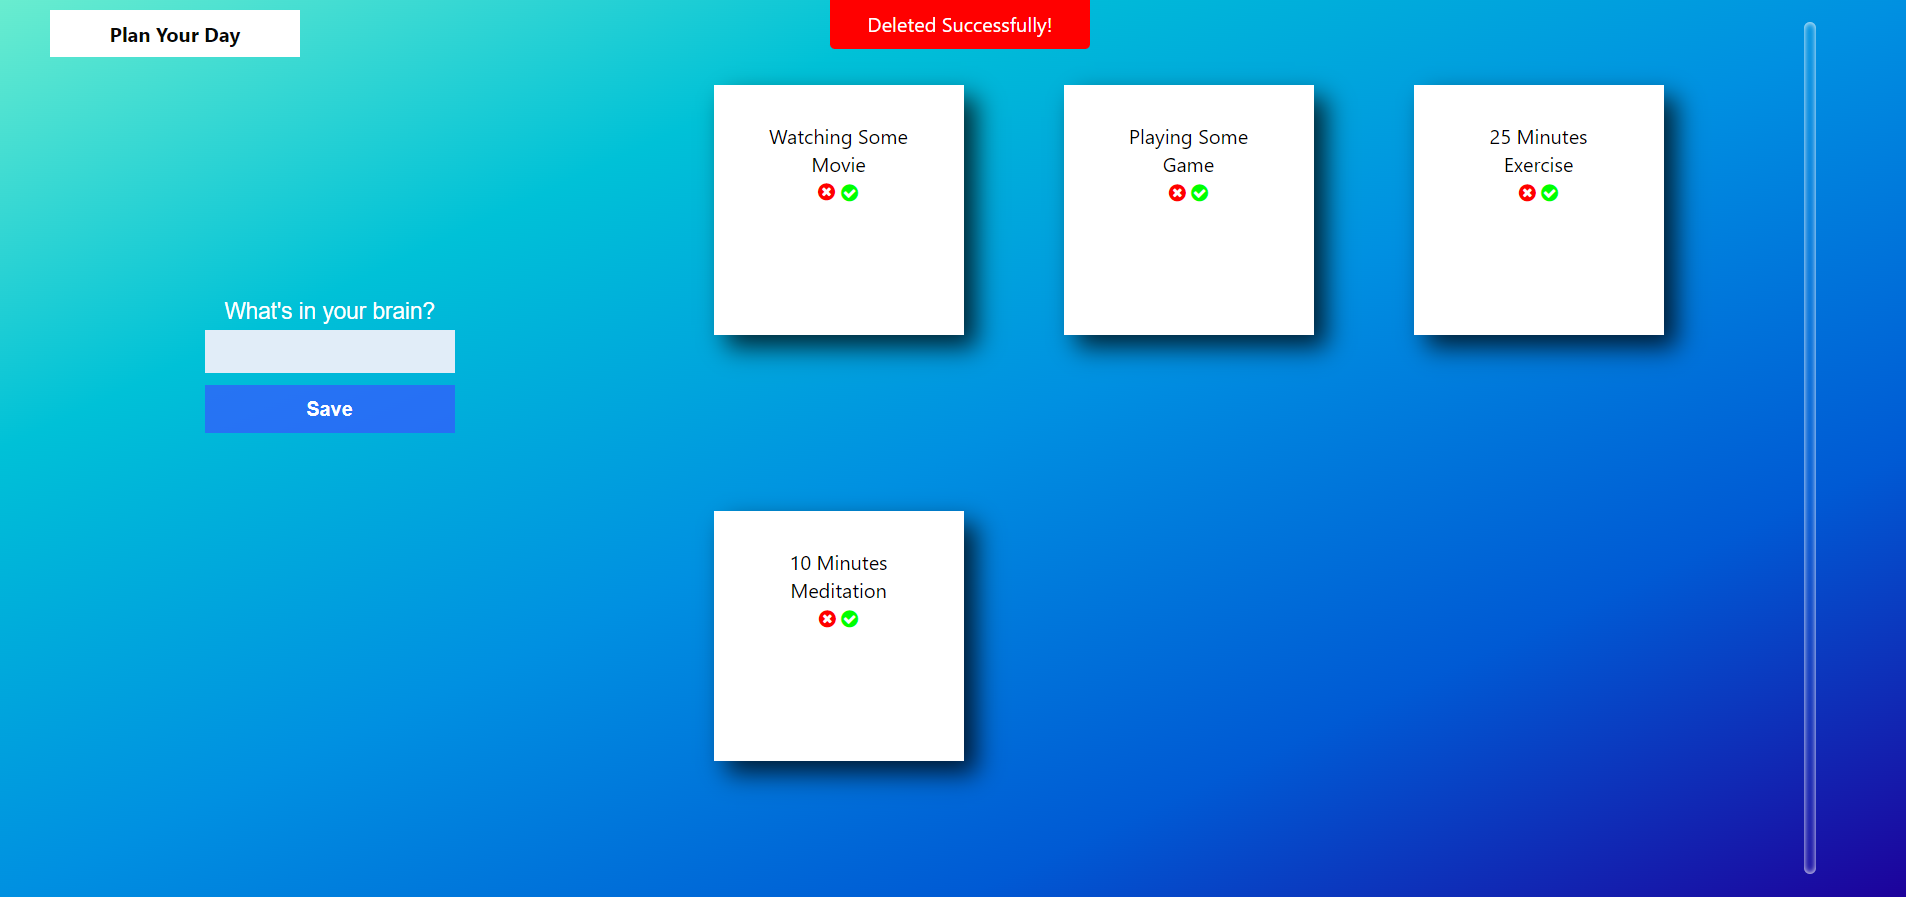 Plan Your Day
Deleted Successfully!
What's in your brain?
Save
Watching Some
Movie
Playing Some
Game
25 Minutes
Exercise
10 Minutes
Meditation